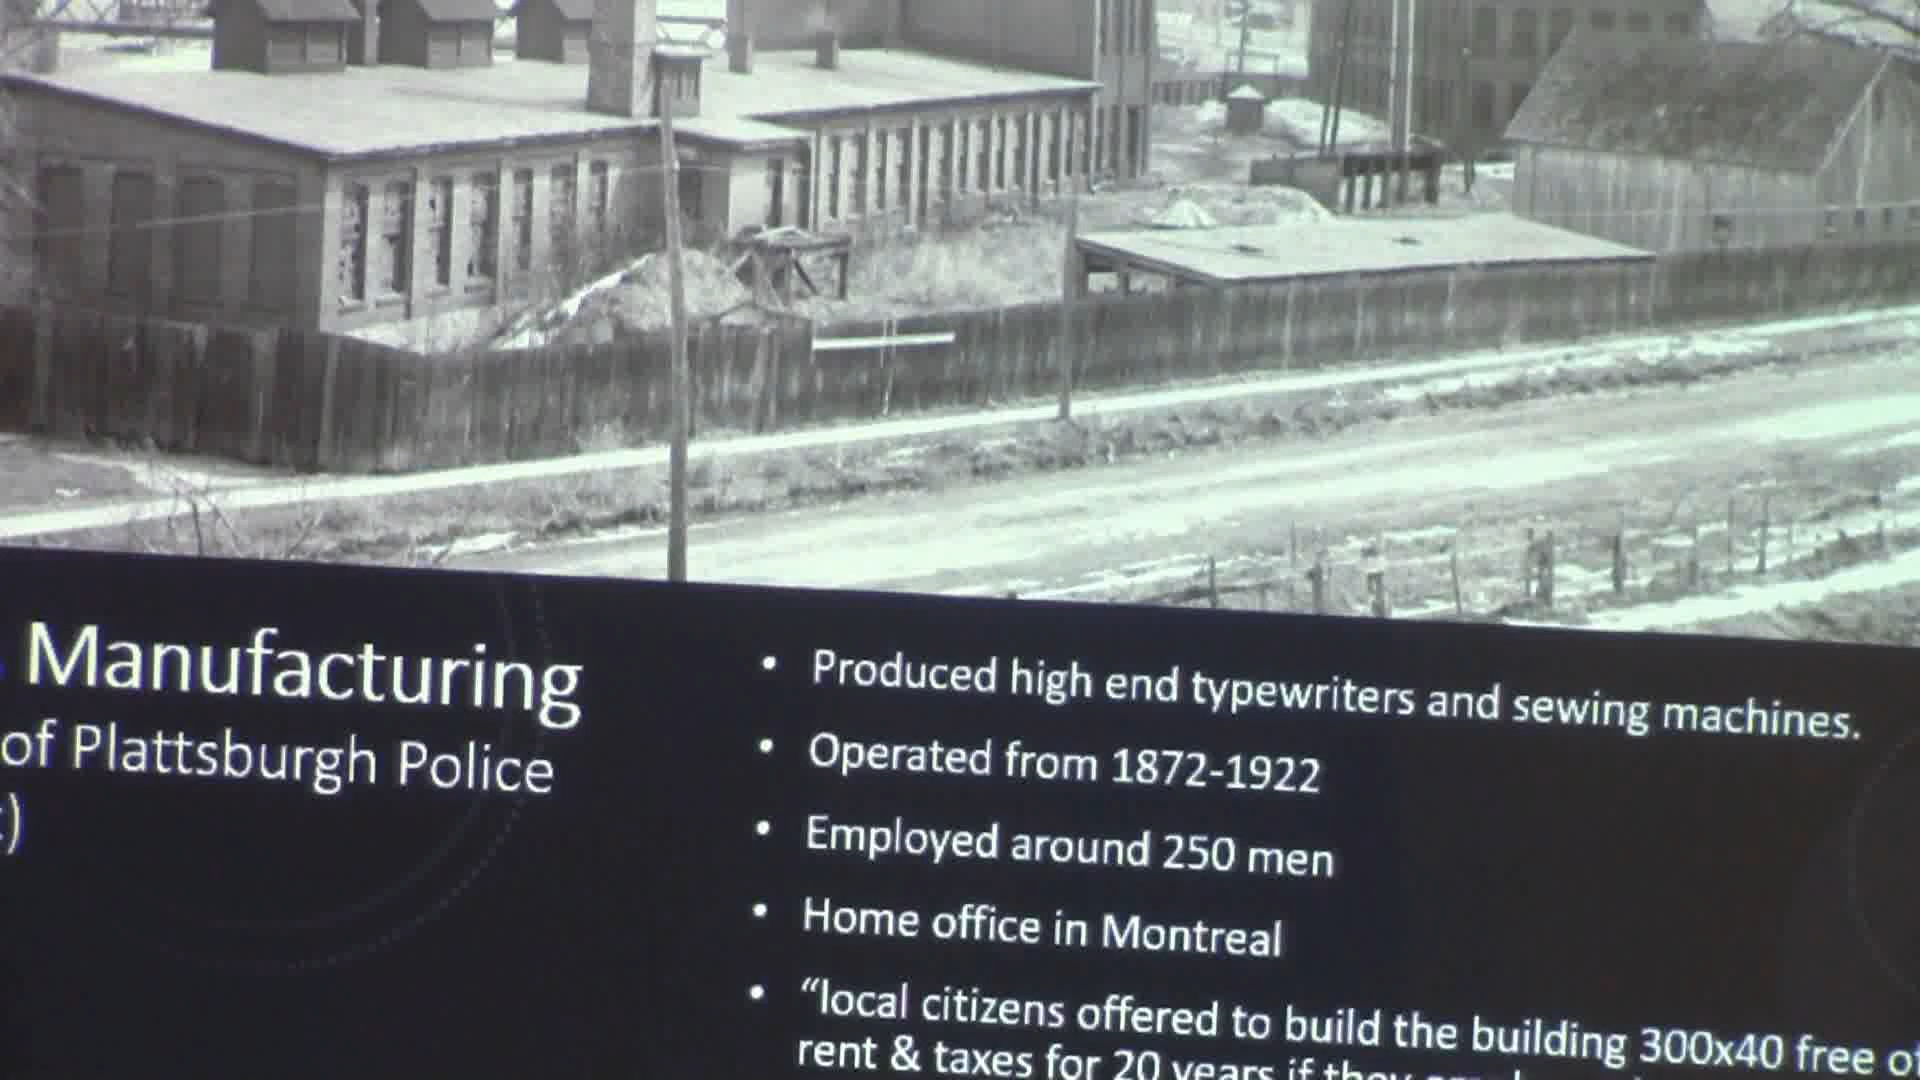 Manufacturing
of Plattsburgh Police
)
• Produced high end typewriters and sewing machines.
• Operated from 1872-1922
• Employed around 250 men
• Home office in Montreal
• “local citizens offered to build the building 300x40 free of
rent & taxes for 20 years if they